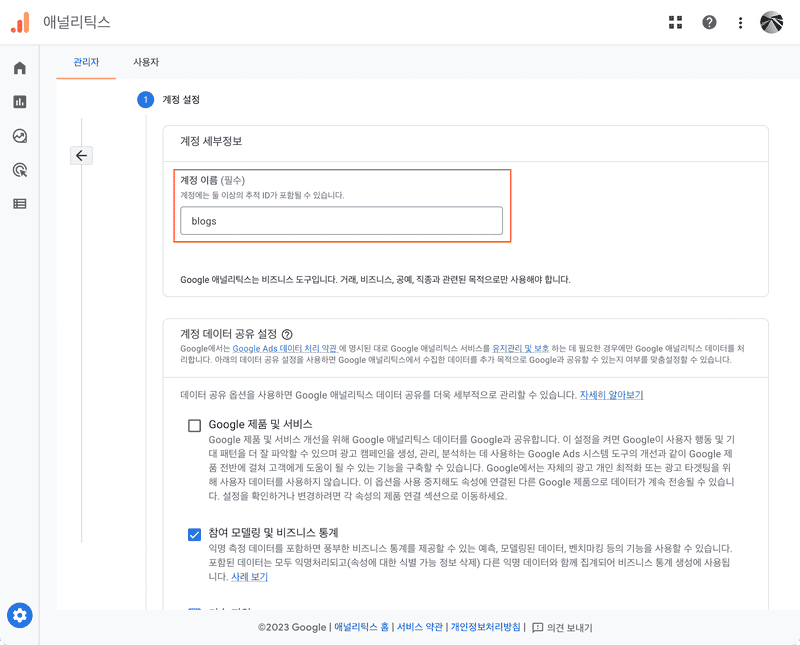 애널리틱스
관리자 사용자
1 계정 설정
계정 세부정보
계정 이름 (필수)
계정에는 둘 이상의 추적 ID가 포함될 수 있습니다.
blogs
Google 애널리틱스는 비즈니스 도구입니다. 거래, 비즈니스, 공예, 직종과 관련된 목적으로만 사용해야 합니다.
계정 데이터 공유 설정
Google에서는 Google Ads 데이터 처리 약관 에 명시된 대로 Google 애널리틱스 서비스를 유지관리 및 보호 하는 데 필요한 경우에만 Google 애널리틱스 데이터를 처
리합니다. 아래의 데이터 공유 설정을 사용하면 Google 애널리틱스에서 수집한 데이터를 추가 목적으로 Google과 공유할 수 있는지 여부를 맞춤설정할 수 있습니다.
데이터 공유 옵션을 사용하면 Google 애널리틱스 데이터 공유를 더욱 세부적으로 관리할 수 있습니다. 자세히 알아보기
Google 제품 및 서비스
Google 제품 및 서비스 개선을 위해 Google 애널리틱스 데이터를 Google과 공유합니다. 이 설정을 켜면 Google이 사용자 행동 및 기
대 패턴을 더 잘 파악할 수 있으며 광고 캠페인을 생성, 관리, 분석하는 데 사용하는 Google Ads 시스템 도구의 개선과 같이 Google 제
품 전반에 걸쳐 고객에게 도움이 될 수 있는 기능을 구축할 수 있습니다. Google에서는 자체의 광고 개인 최적화 또는 광고 타겟팅을 위
해 사용자 데이터를 사용하지 않습니다. 이 옵션을 사용 중지해도 속성에 연결된 다른 Google 제품으로 데이터가 계속 전송될 수 있습니
다. 설정을 확인하거나 변경하려면 각 속성의 제품 연결 섹션으로 이동하세요.
참여 모델링 및 비즈니스 통계
익명 측정 데이터를 포함하면 풍부한 비즈니스 통계를 제공할 수 있는 예측, 모델링된 데이터, 벤치마킹 등의 기능을 사용할 수 있습니다.
포함된 데이터는 모두 익명처리되고(속성에 대한 식별 가능 정보 삭제) 다른 익명 데이터와 함께 집계되어 비즈니스 통계 생성에 사용됩
니다. 사례 보기
©2023 Google | 애널리틱스 홈 | 서비스 약관 | 개인정보처리방침 | 의견 보내기